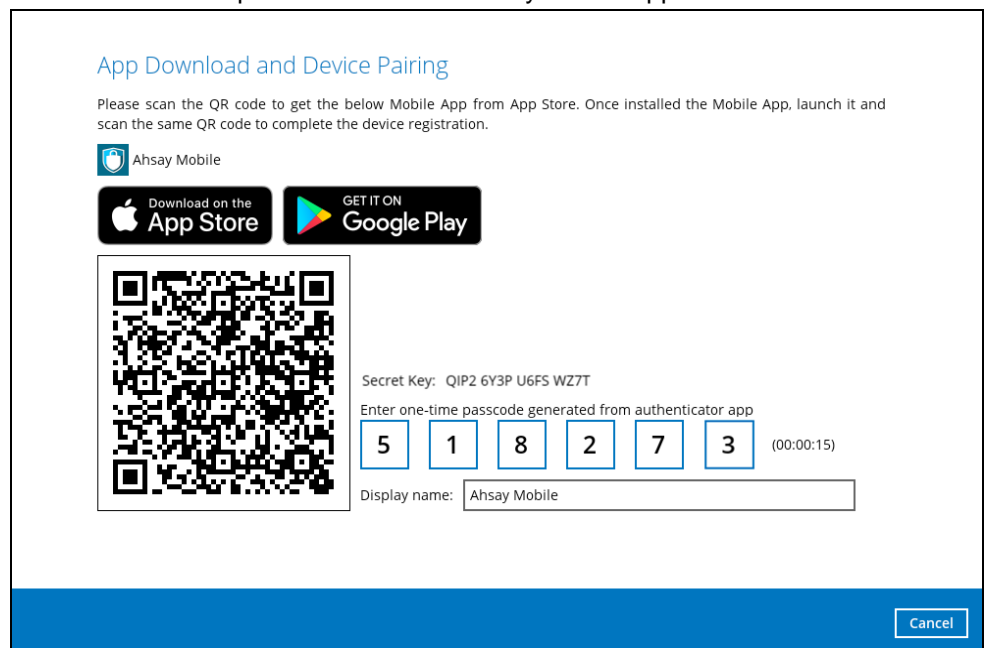 App Download and Device Pairing
Please scan the QR code to get the below Mobile App from App Store. Once installed the Mobile App, launch it and
scan the same QR code to complete the device registration.
Ahsay Mobile
Download on the
App Store
GET IT ON
Google Play
Secret Key: QIP2 6Y3P U6FS WZ7T
Enter one-time passcode generated from authenticator app
5 1 8 2 7 3 (00:00:15)
Display name: Ahsay Mobile
Cancel